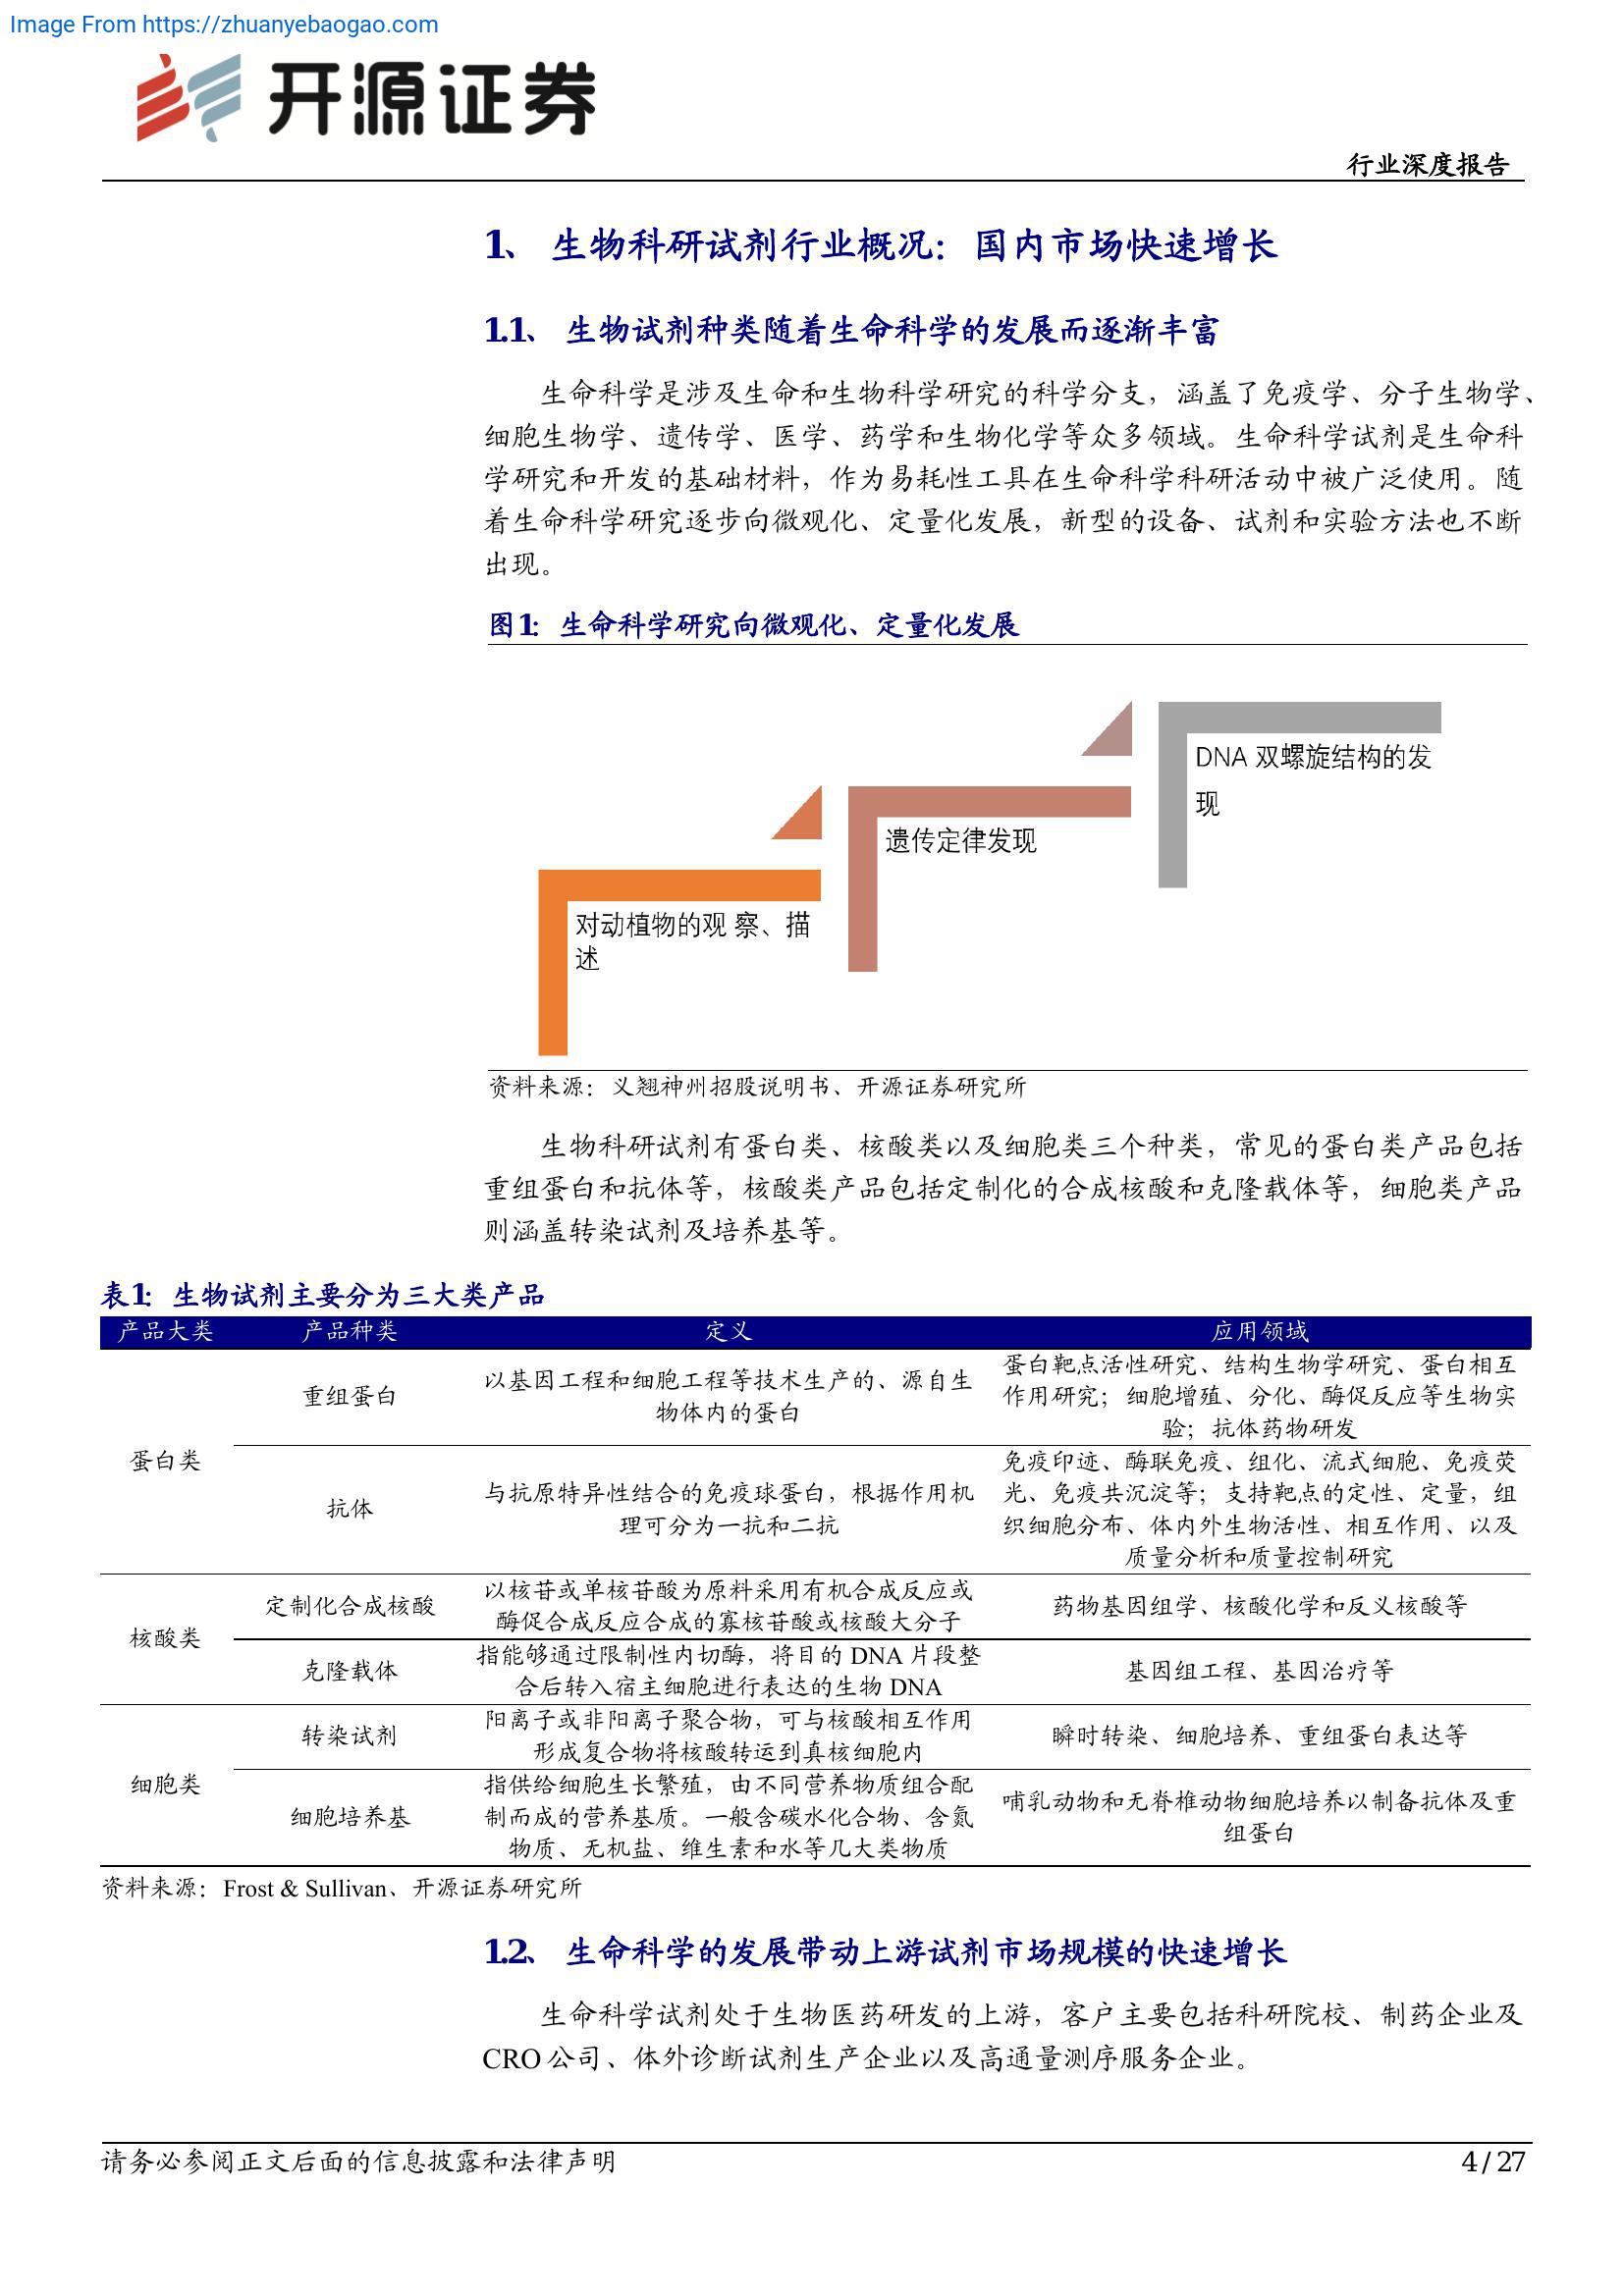 Image From https://zhuanyebaogao.com
开源证券
行业深度报告
1、 生物科研试剂行业概况：国内市场快速增长
1.1、 生物试剂种类随着生命科学的发展而逐渐丰富
生命科学是涉及生命和生物科学研究的科学分支，涵盖了免疫学、分子生物学、
细胞生物学、遗传学、医学、药学和生物化学等众多领域。生命科学试剂是生命科
学研究和开发的基础材料，作为易耗性工具在生命科学科研活动中被广泛使用。随
着生命科学研究逐步向微观化、定量化发展，新型的设备、试剂和实验方法也不断
出现。
图1：生命科学研究向微观化、定量化发展
DNA 双螺旋结构的发
现
遗传定律发现
对动植物的观 察、描
述
资料来源：义翘神州招股说明书、开源证券研究所
生物科研试剂有蛋白类、核酸类以及细胞类三个种类，常见的蛋白类产品包括
重组蛋白和抗体等，核酸类产品包括定制化的合成核酸和克隆载体等，细胞类产品
则涵盖转染试剂及培养基等。
表1：生物试剂主要分为三大类产品
产品大类 产品种类 定义 应用领域
蛋白类
重组蛋白
以基因工程和细胞工程等技术生产的、源自生
物体内的蛋白
蛋白靶点活性研究、结构生物学研究、蛋白相互
作用研究；细胞增殖、分化、酶促反应等生物实
验；抗体药物研发
抗体
与抗原特异性结合的免疫球蛋白，根据作用机
理可分为一抗和二抗
免疫印迹、酶联免疫、组化、流式细胞、免疫荧
光、免疫共沉淀等；支持靶点的定性、定量，组
织细胞分布、体内外生物活性、相互作用、以及
质量分析和质量控制研究
核酸类
定制化合成核酸
以核苷或单核苷酸为原料采用有机合成反应或
酶促合成反应合成的寡核苷酸或核酸大分子
药物基因组学、核酸化学和反义核酸等
克隆载体
指能够通过限制性内切酶，将目的 DNA 片段整
合后转入宿主细胞进行表达的生物 DNA
基因组工程、基因治疗等
细胞类
转染试剂
阳离子或非阳离子聚合物，可与核酸相互作用
形成复合物将核酸转运到真核细胞内
瞬时转染、细胞培养、重组蛋白表达等
细胞培养基
指供给细胞生长繁殖，由不同营养物质组合配
制而成的营养基质。一般含碳水化合物、含氮
物质、无机盐、维生素和水等几大类物质
哺乳动物和无脊椎动物细胞培养以制备抗体及重
组蛋白
资料来源：Frost & Sullivan、开源证券研究所
1.2、 生命科学的发展带动上游试剂市场规模的快速增长
生命科学试剂处于生物医药研发的上游，客户主要包括科研院校、制药企业及
CRO 公司、体外诊断试剂生产企业以及高通量测序服务企业。
请务必参阅正文后面的信息披露和法律声明
4 / 27